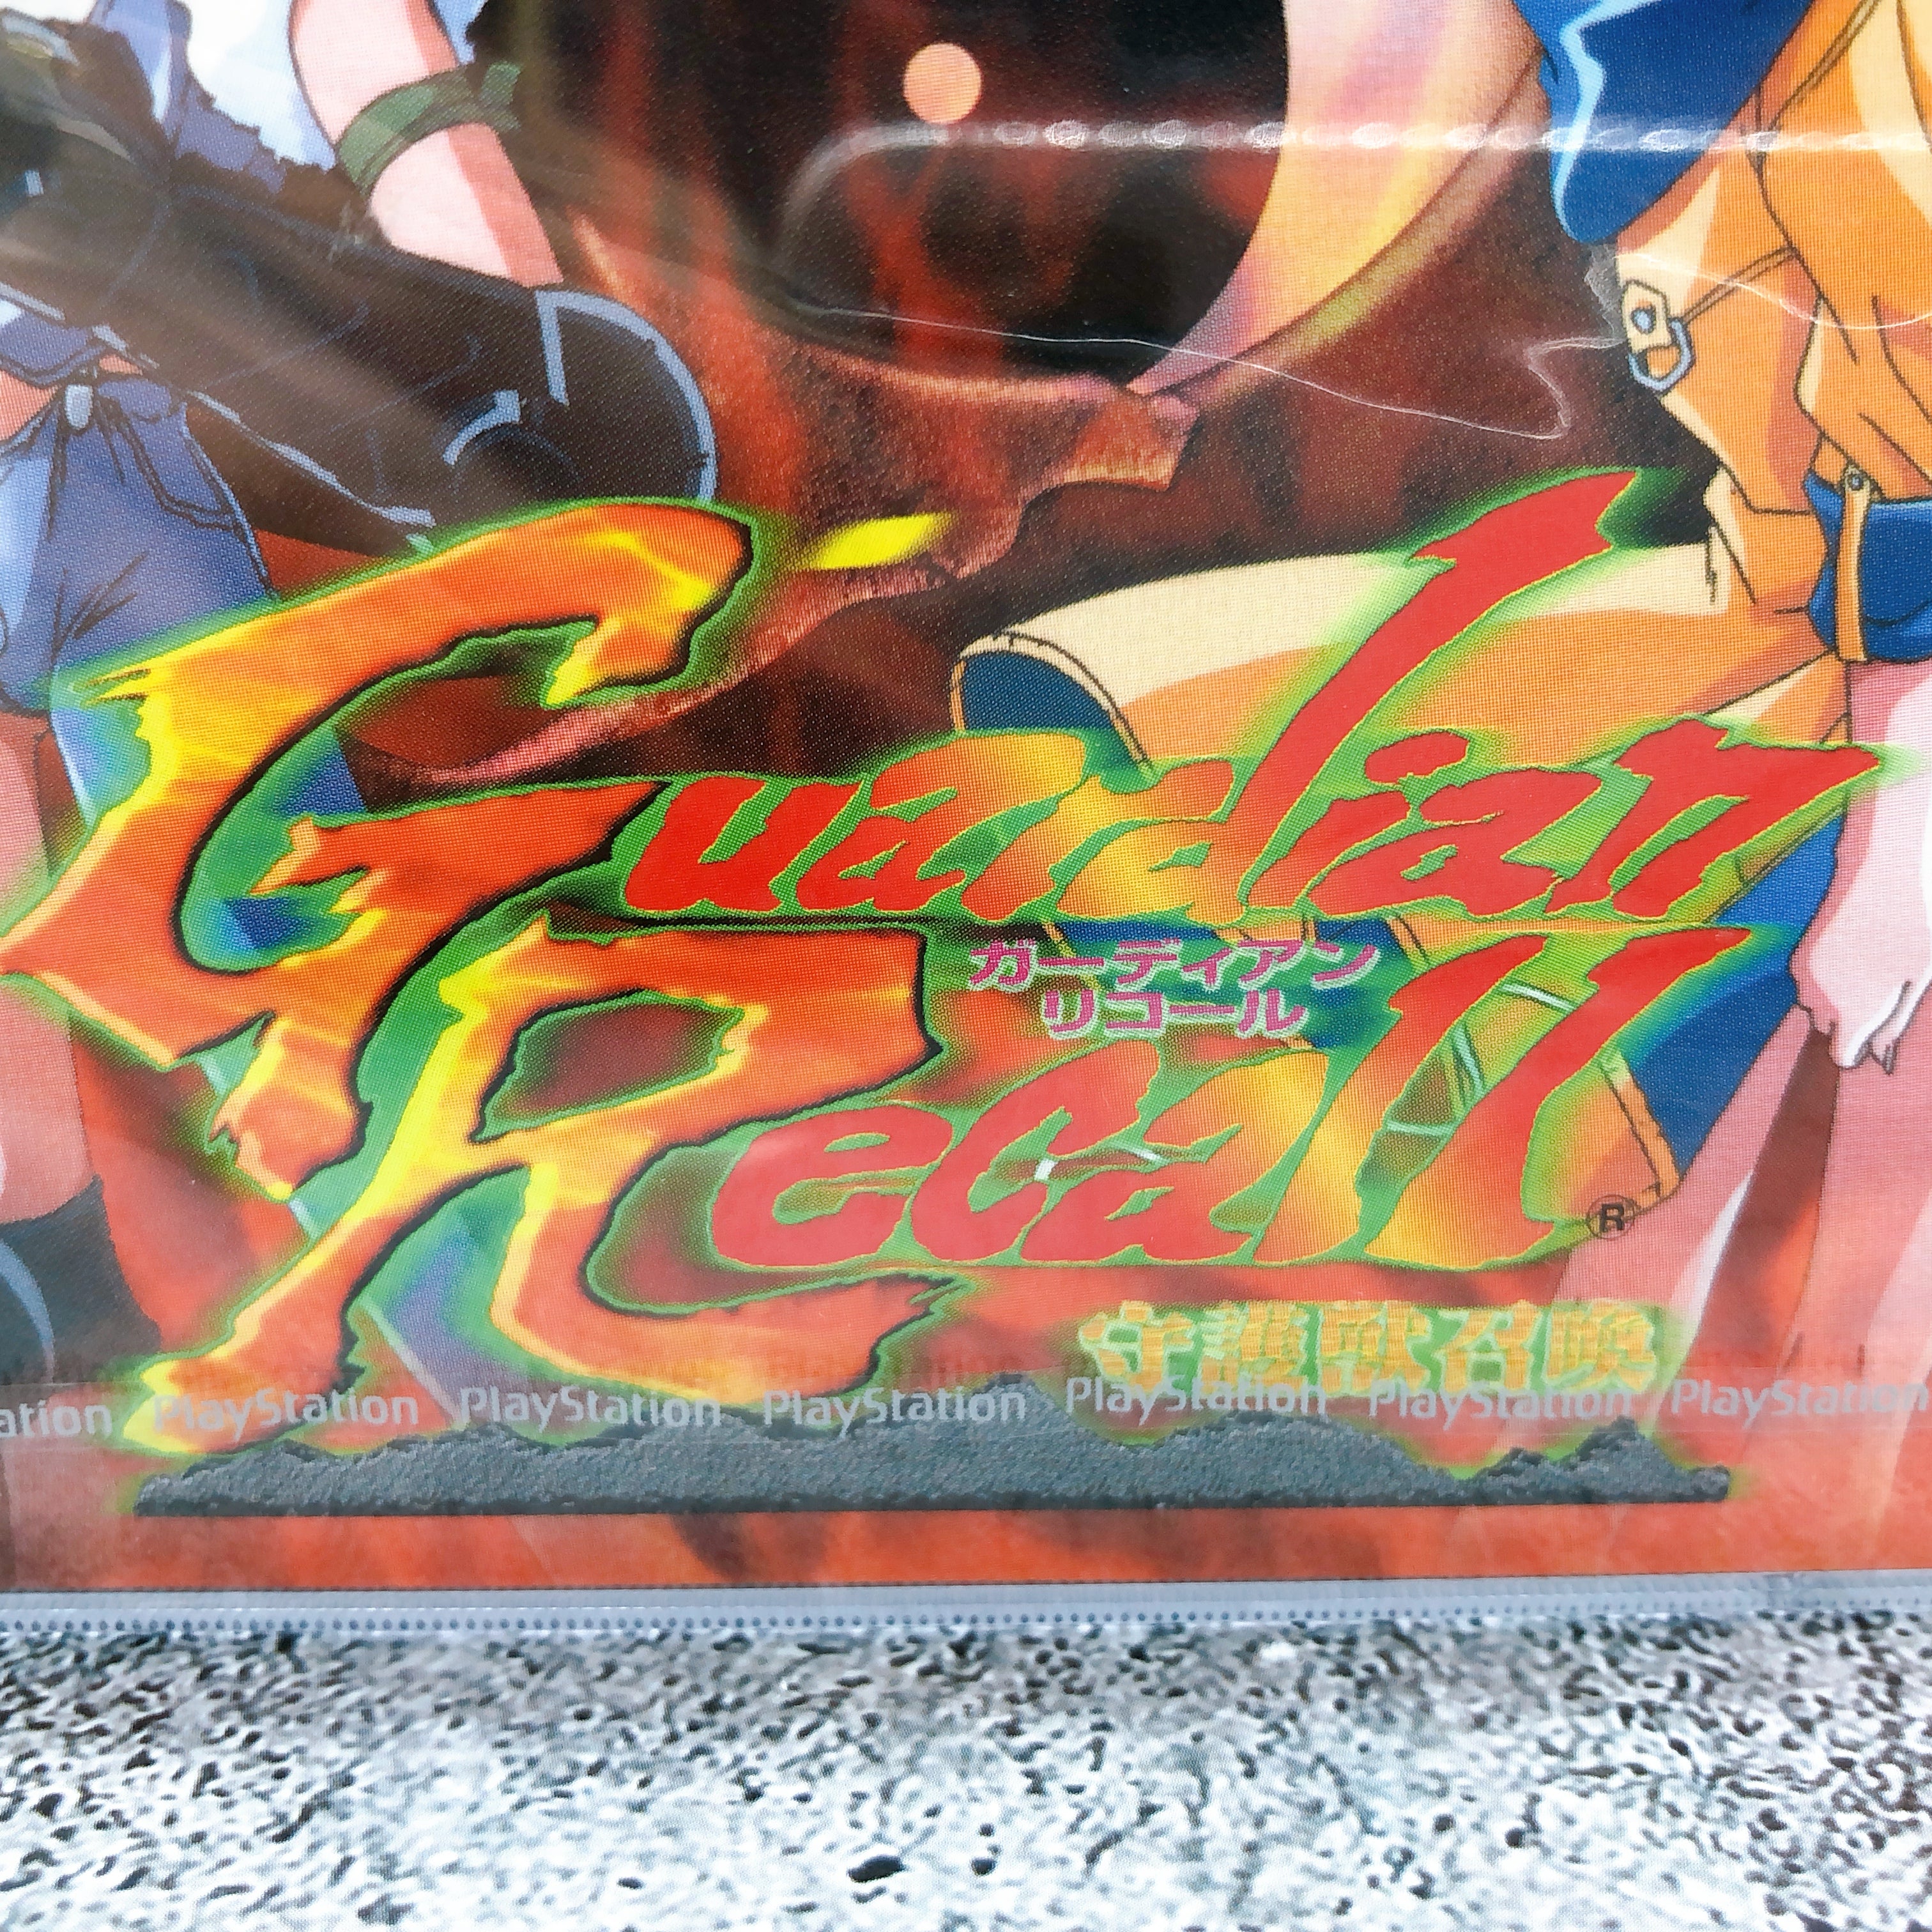 Guardian
ガーディアン
リコール
Recall ®
守護獣召喚
PlayStation PlayStation PlayStation PlayStation PlayStation PlayStation